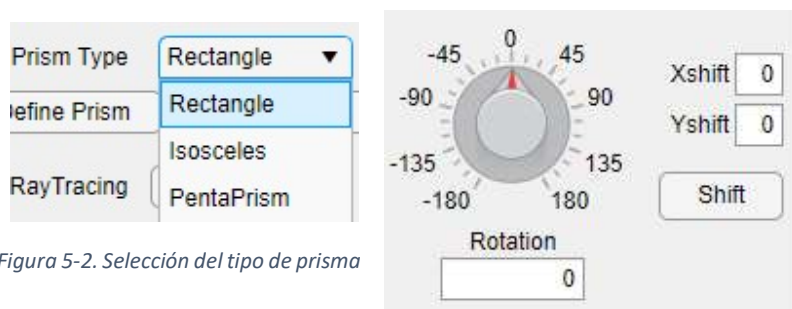 Prism Type Rectangle
efine Prism Rectangle
Isosceles
RayTracing PentaPrism
Figura 5-2. Selección del tipo de prisma
0
-45 45
-90 90
-135 135
-180 180
Rotation
0
Xshift 0
Yshift 0
Shift